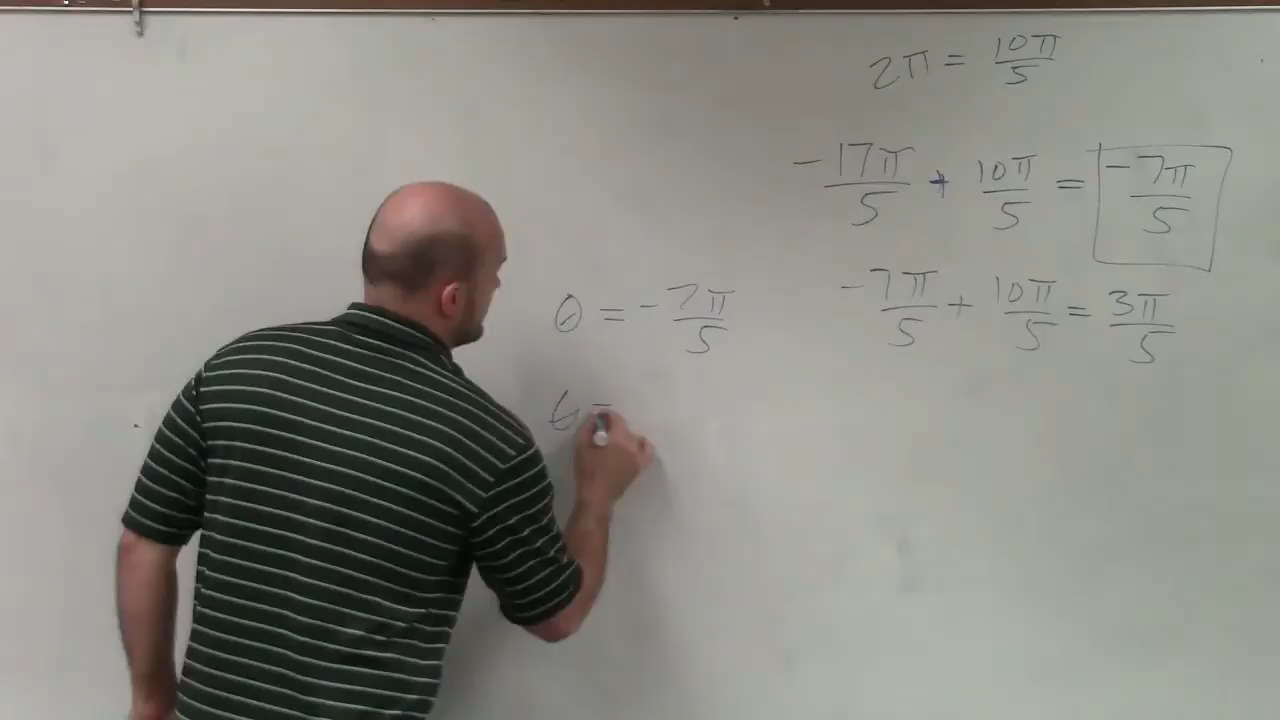 2π = 10π/5
-17π/5 + 10π/5 = -7π/5
θ = -7π/5
-7π/5 + 10π/5 = 3π/5
θ =